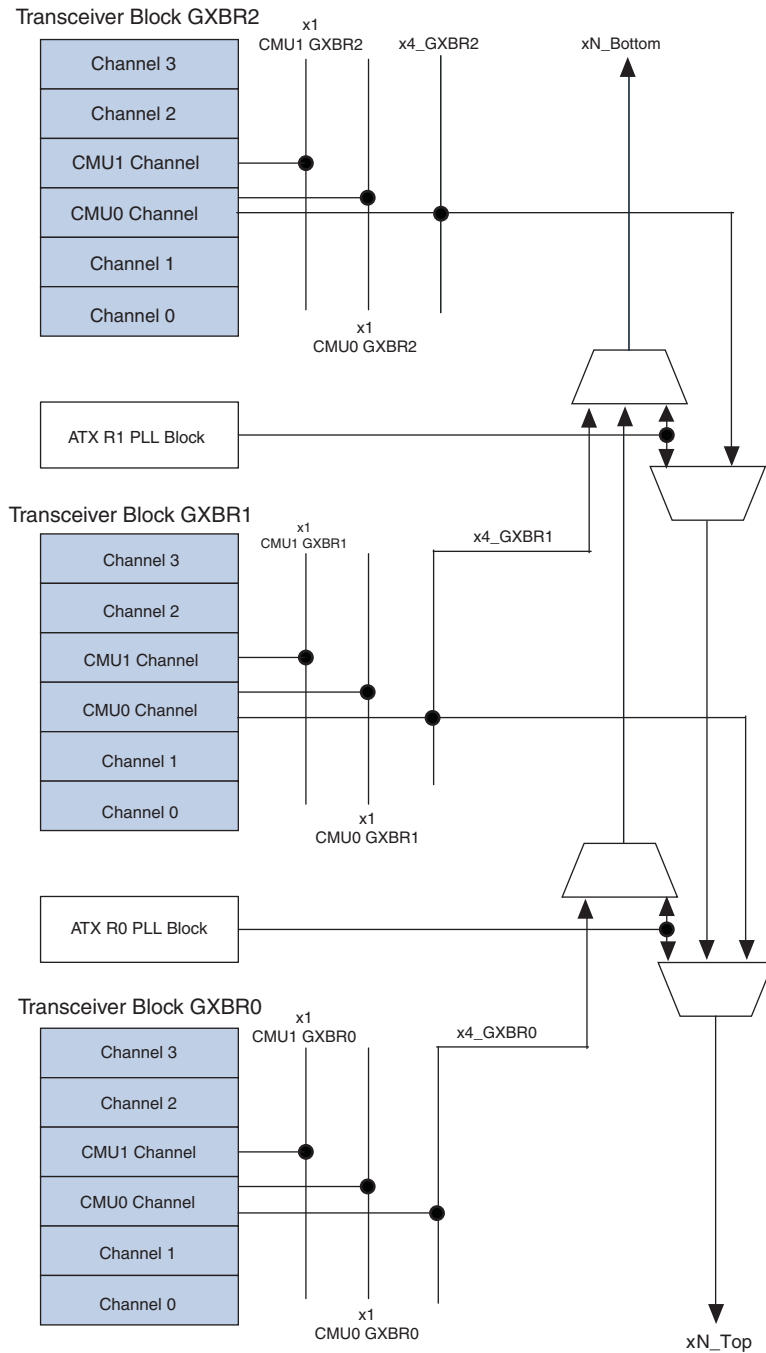 Transceiver Block GXBR2
x1
CMU1 GXBR2
x4_GXBR2
xN_Bottom
Channel 3
Channel 2
CMU1 Channel
CMU0 Channel
Channel 1
Channel 0
x1
CMU0 GXBR2
ATX R1 PLL Block
Transceiver Block GXBR1
x1
CMU1 GXBR1
x4_GXBR1
Channel 3
Channel 2
CMU1 Channel
CMU0 Channel
Channel 1
Channel 0
x1
CMU0 GXBR1
ATX R0 PLL Block
Transceiver Block GXBR0
x1
CMU1 GXBR0
x4_GXBR0
Channel 3
Channel 2
CMU1 Channel
CMU0 Channel
Channel 1
Channel 0
x1
CMU0 GXBR0
xN_Top